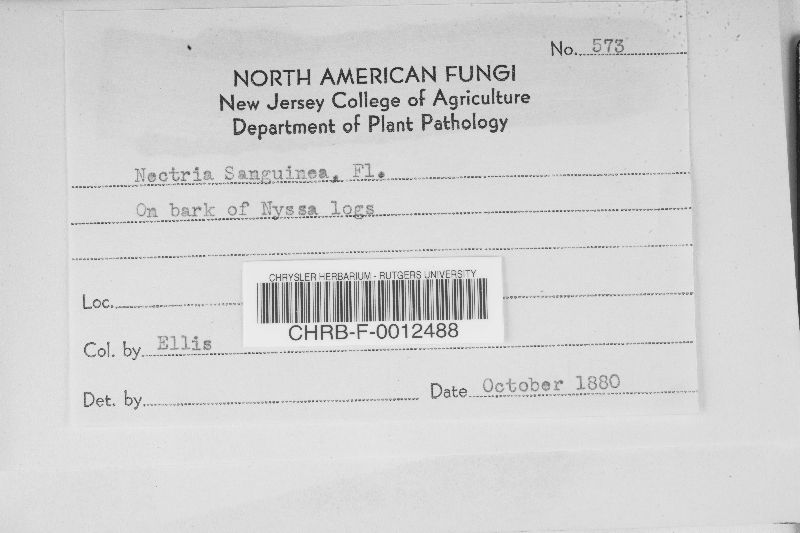 No. 573
NORTH AMERICAN FUNGI
New Jersey College of Agriculture
Department of Plant Pathology
Nectria Sanguinea, Fl.
On bark of Nyssa logs
CHRYSLER HERBARIUM - RUTGERS UNIVERSITY
Loc.
CHRB-F-0012488
Col. by Ellis
Det. by
Date October 1880